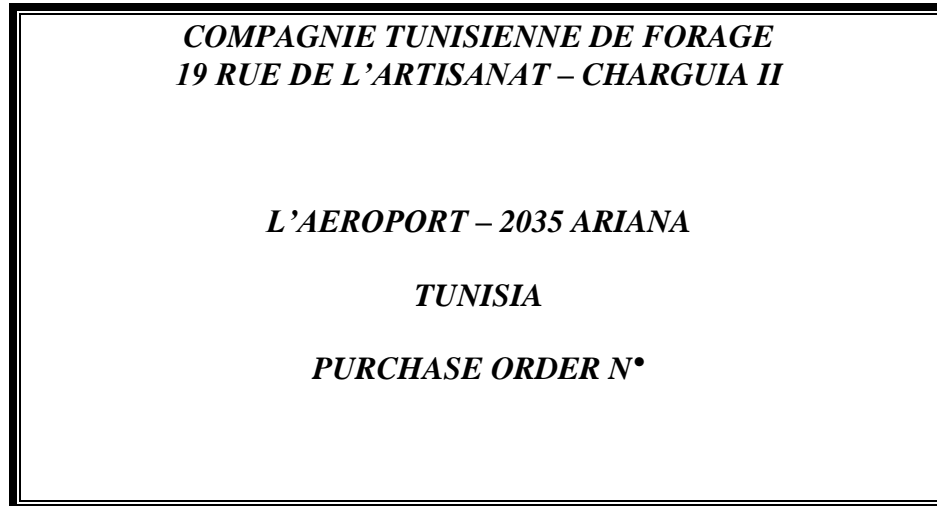 COMPAGNIE TUNISIENNE DE FORAGE
19 RUE DE L’ARTISANAT – CHARGUIA II
L’AEROPORT – 2035 ARIANA
TUNISIA
PURCHASE ORDER N•